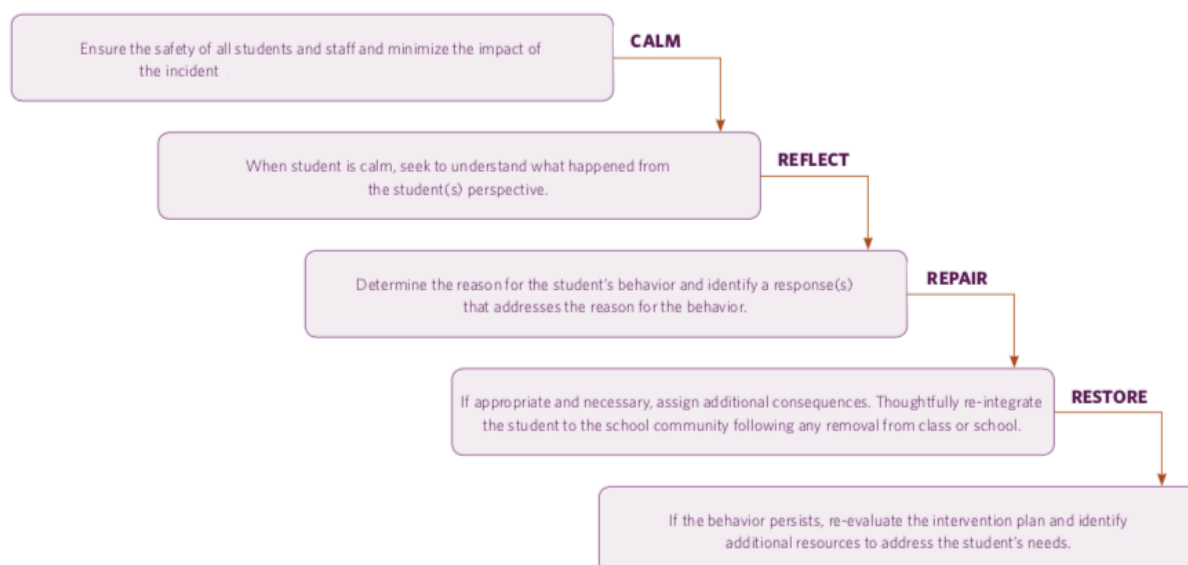 Ensure the safety of all students and staff and minimize the impact of
the incident
CALM
When student is calm, seek to understand what happened from
the student(s) perspective.
REFLECT
Determine the reason for the student's behavior and identify a response(s)
that addresses the reason for the behavior.
REPAIR
If appropriate and necessary, assign additional consequences. Thoughtfully re-integrate
the student to the school community following any removal from class or school.
RESTORE
If the behavior persists, re-evaluate the intervention plan and identify
additional resources to address the student's needs.